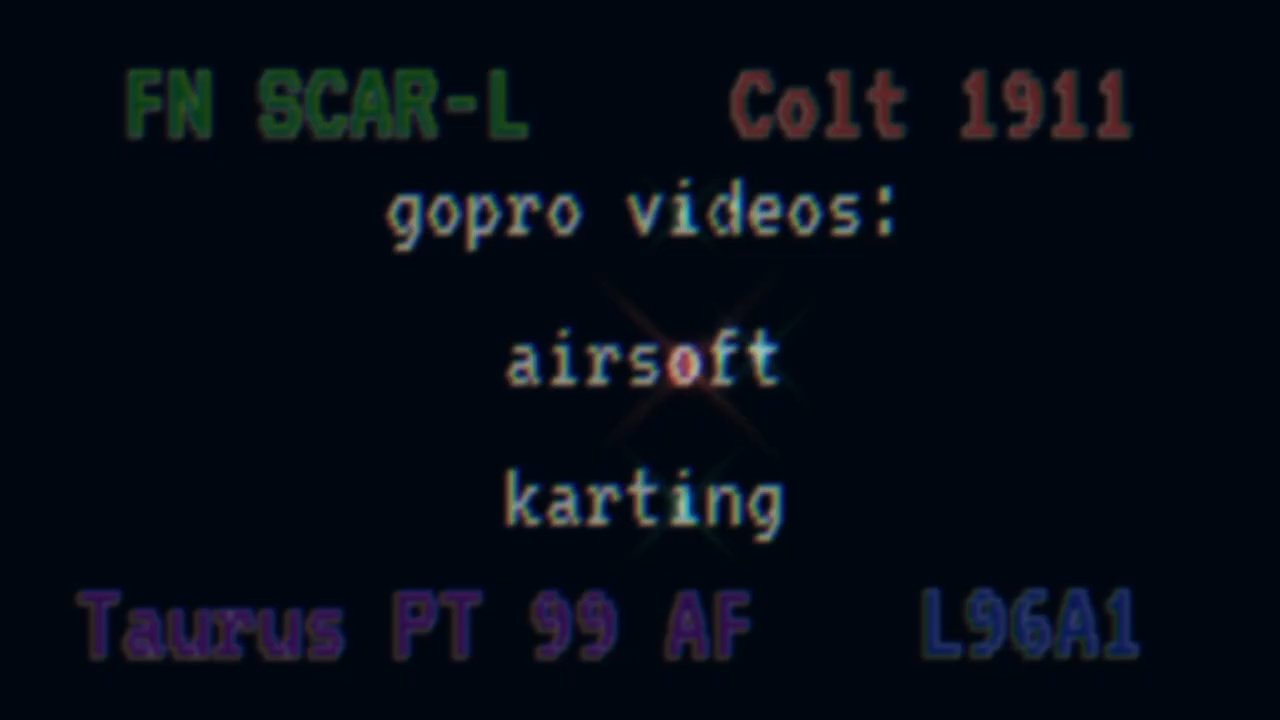 FN SCAR-L Colt 1911
gopro videos:
airsoft
karting
Taurus PT 99 AF L96A1